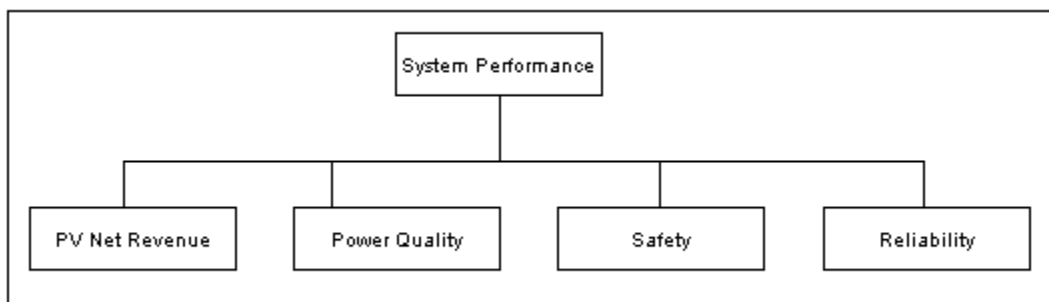 System Performance
PV Net Revenue
Power Quality
Safety
Reliability